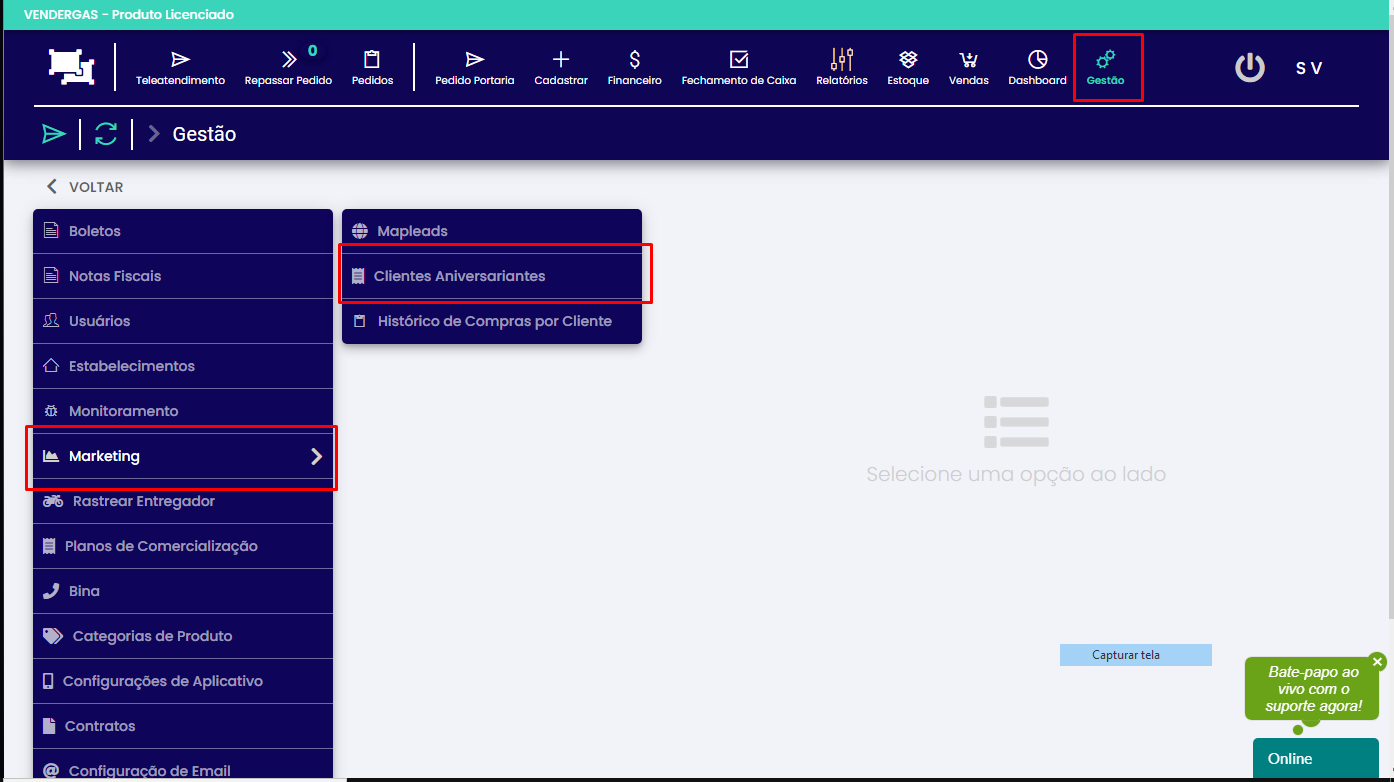 VENDERGAS - Produto Licenciado
0
Teleatendimento
Repassar Pedido
Pedidos
Pedido Portaria
Cadastrar
Financeiro
Fechamento de Caixa
Relatórios
Estoque
Vendas
Dashboard
Gestão
S V
Gestão
VOLTAR
Boletos
Notas Fiscais
Usuários
Estabelecimentos
Monitoramento
Marketing
Rastrear Entregador
Planos de Comercialização
Bina
Categorias de Produto
Configurações de Aplicativo
Contratos
Configuração de Email
Mapleads
Clientes Aniversariantes
Histórico de Compras por Cliente
Selecione uma opção ao lado
Capturar tela
Bate-papo ao
vivo com o
suporte agora!
Online